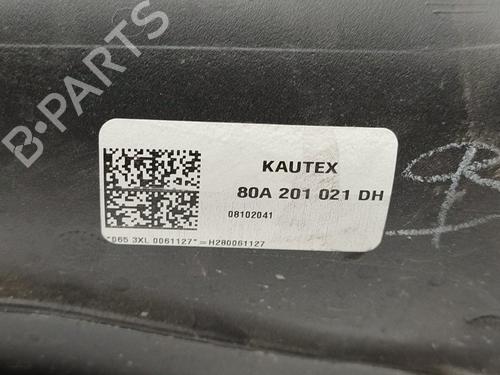 B-PARTS
KAUTEX
80A 201 021 DH
08102041
*065 3XL 0061127*=H280061127